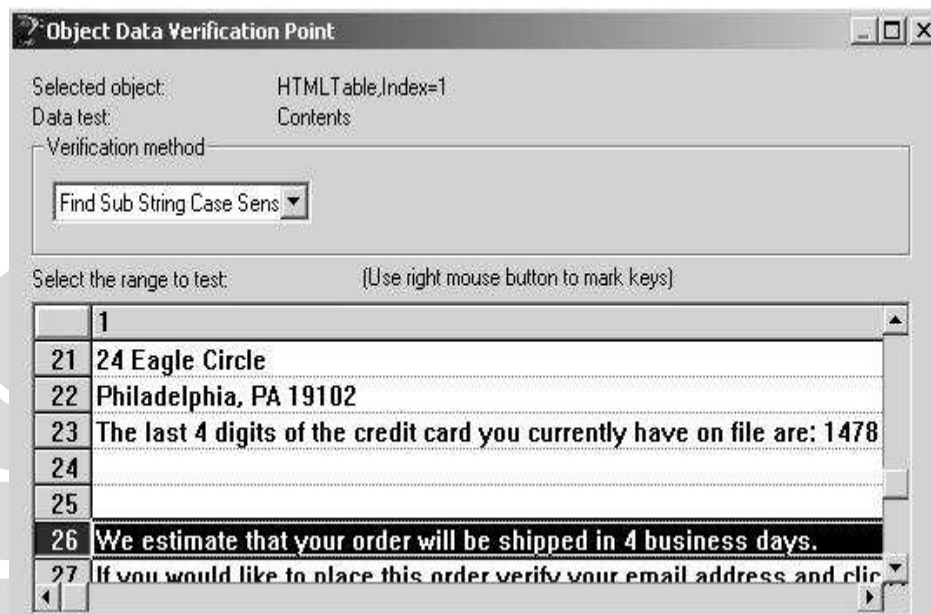 Object Data Verification Point
Selected object: HTMLTable,Index=1
Data test: Contents
Verification method
Find Sub String Case Sens
Select the range to test: (Use right mouse button to mark keys)
1
21 24 Eagle Circle
22 Philadelphia, PA 19102
23 The last 4 digits of the credit card you currently have on file are: 1478
24
25
26 We estimate that your order will be shipped in 4 business days.
27 If you would like to place this order verify your email address and clic